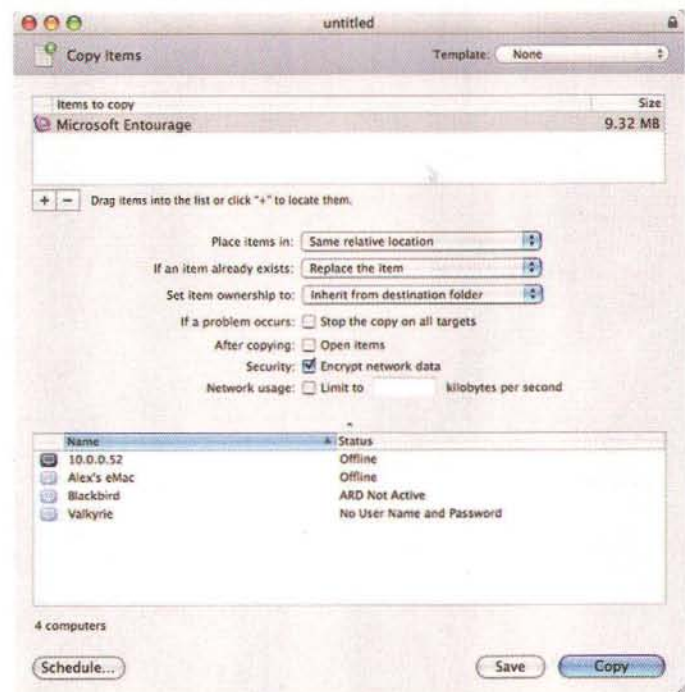 untitled
Copy Items Template: None
Items to copy Size
Microsoft Entourage 9.32 MB
+ − Drag items into the list or click "+" to locate them.
Place items in: Same relative location
If an item already exists: Replace the item
Set item ownership to: Inherit from destination folder
If a problem occurs: Stop the copy on all targets
After copying: Open items
Security: Encrypt network data
Network usage: Limit to kilobytes per second
Name Status
10.0.0.52 Offline
Alex's eMac Offline
Blackbird ARD Not Active
Valkyrie No User Name and Password
4 computers
Schedule... Save Copy